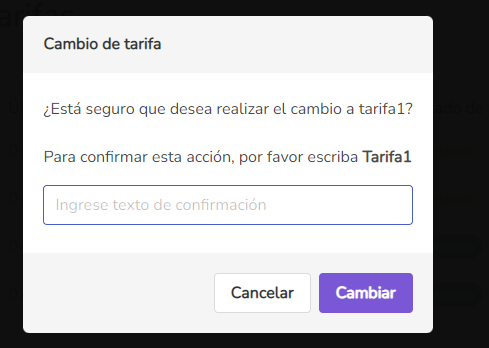 Cambio de tarifa
¿Está seguro que desea realizar el cambio a tarifa1?
Para confirmar esta acción, por favor escriba Tarifa1
Ingrese texto de confirmación
Cancelar
Cambiar